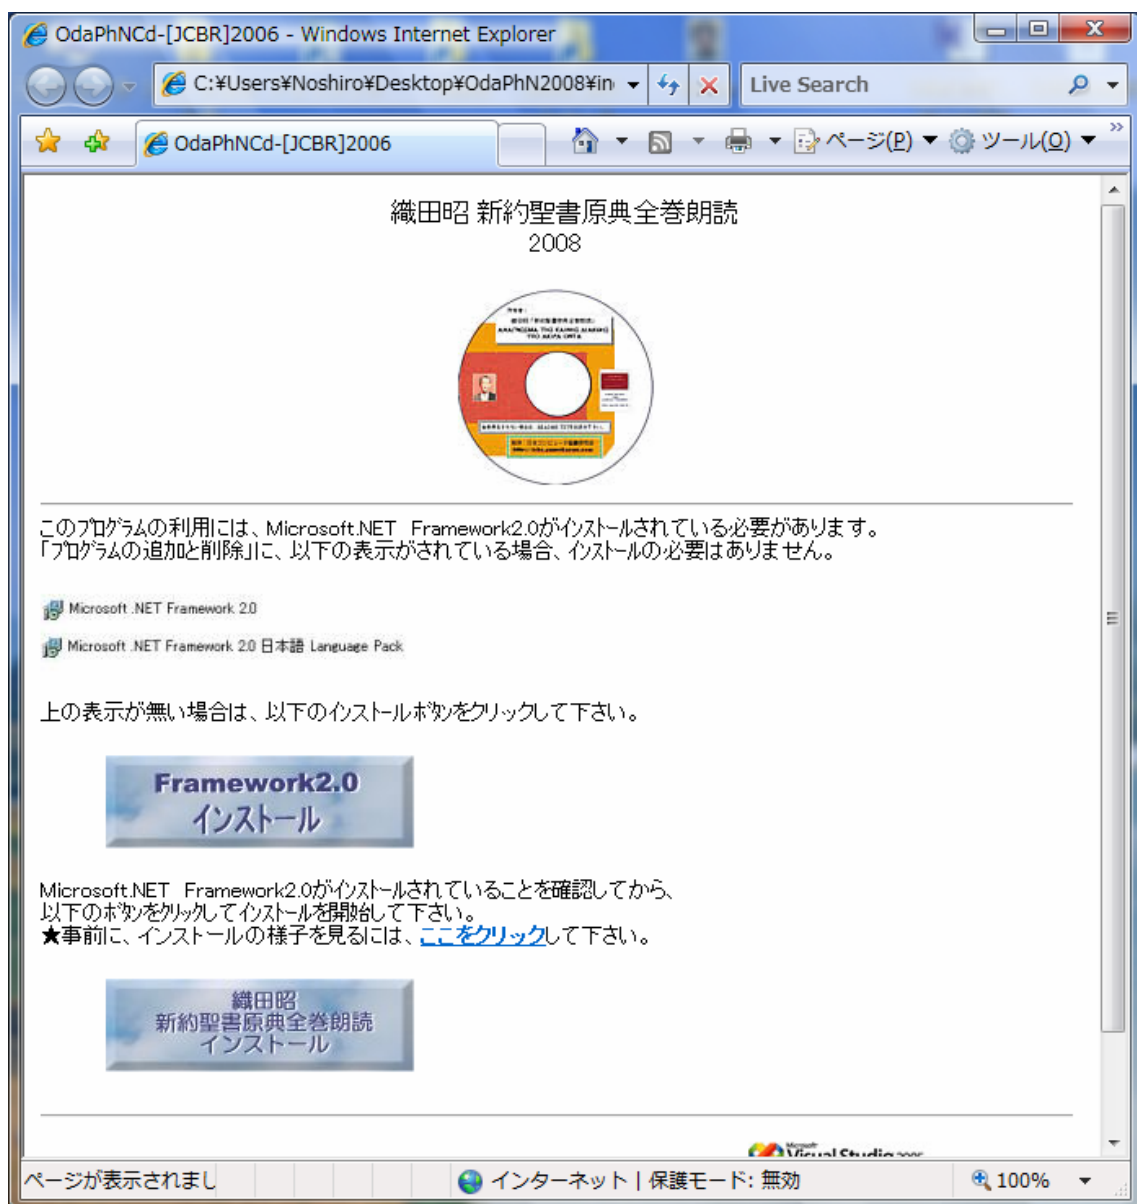 OdaPhNCd-[JCBR]2006 - Windows Internet Explorer
C:¥Users¥Noshiro¥Desktop¥OdaPhN2008¥in
Live Search
OdaPhNCd-[JCBR]2006
ページ(P)
ツール(O)
織田昭 新約聖書原典全巻朗読
2008
このプログラムの利用には、Microsoft.NET Framework2.0がインストールされている必要があります。
「プログラムの追加と削除」に、以下の表示がされている場合、インストールの必要はありません。
Microsoft .NET Framework 2.0
Microsoft .NET Framework 2.0 日本語 Language Pack
上の表示が無い場合は、以下のインストールボタンをクリックして下さい。
Framework2.0
インストール
Microsoft.NET Framework2.0がインストールされていることを確認してから、
以下のボタンをクリックしてインストールを開始して下さい。
★事前に、インストールの様子を見るには、ここをクリックして下さい。
織田昭
新約聖書原典全巻朗読
インストール
Microsoft
Visual Studio 2005
ページが表示されまし
インターネット | 保護モード: 無効
100%